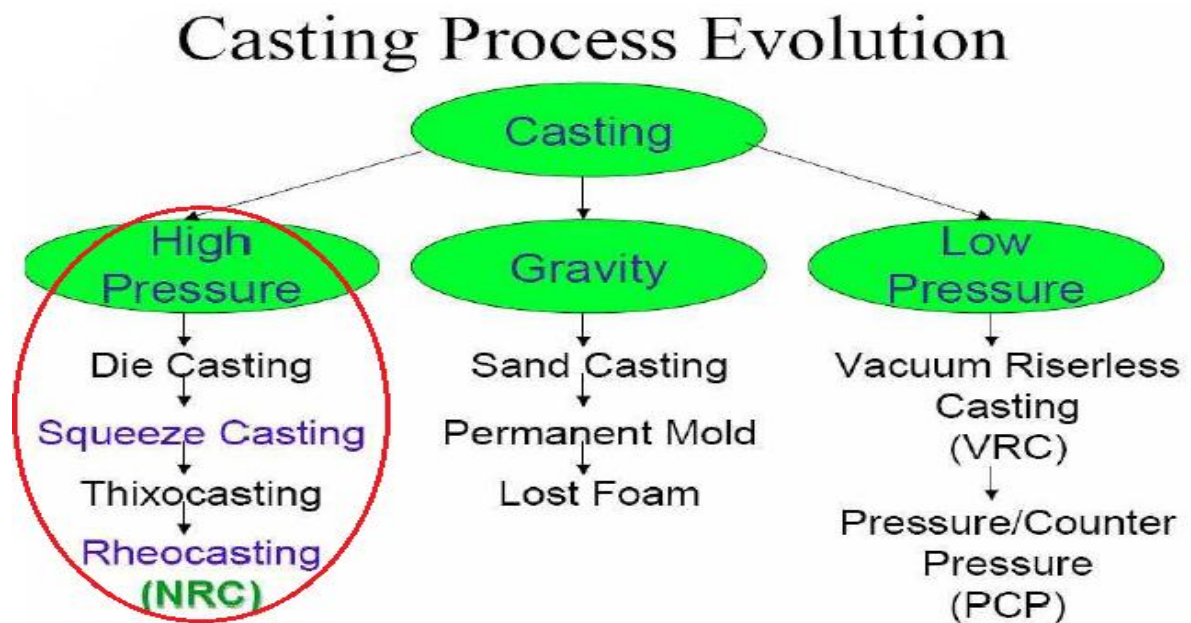 Casting Process Evolution
Casting
High
Pressure
Die Casting
Squeeze Casting
Thixocasting
Rheocasting
(NRC)
Gravity
Sand Casting
Permanent Mold
Lost Foam
Low
Pressure
Vacuum Riserless
Casting
(VRC)
Pressure/Counter
Pressure
(PCP)